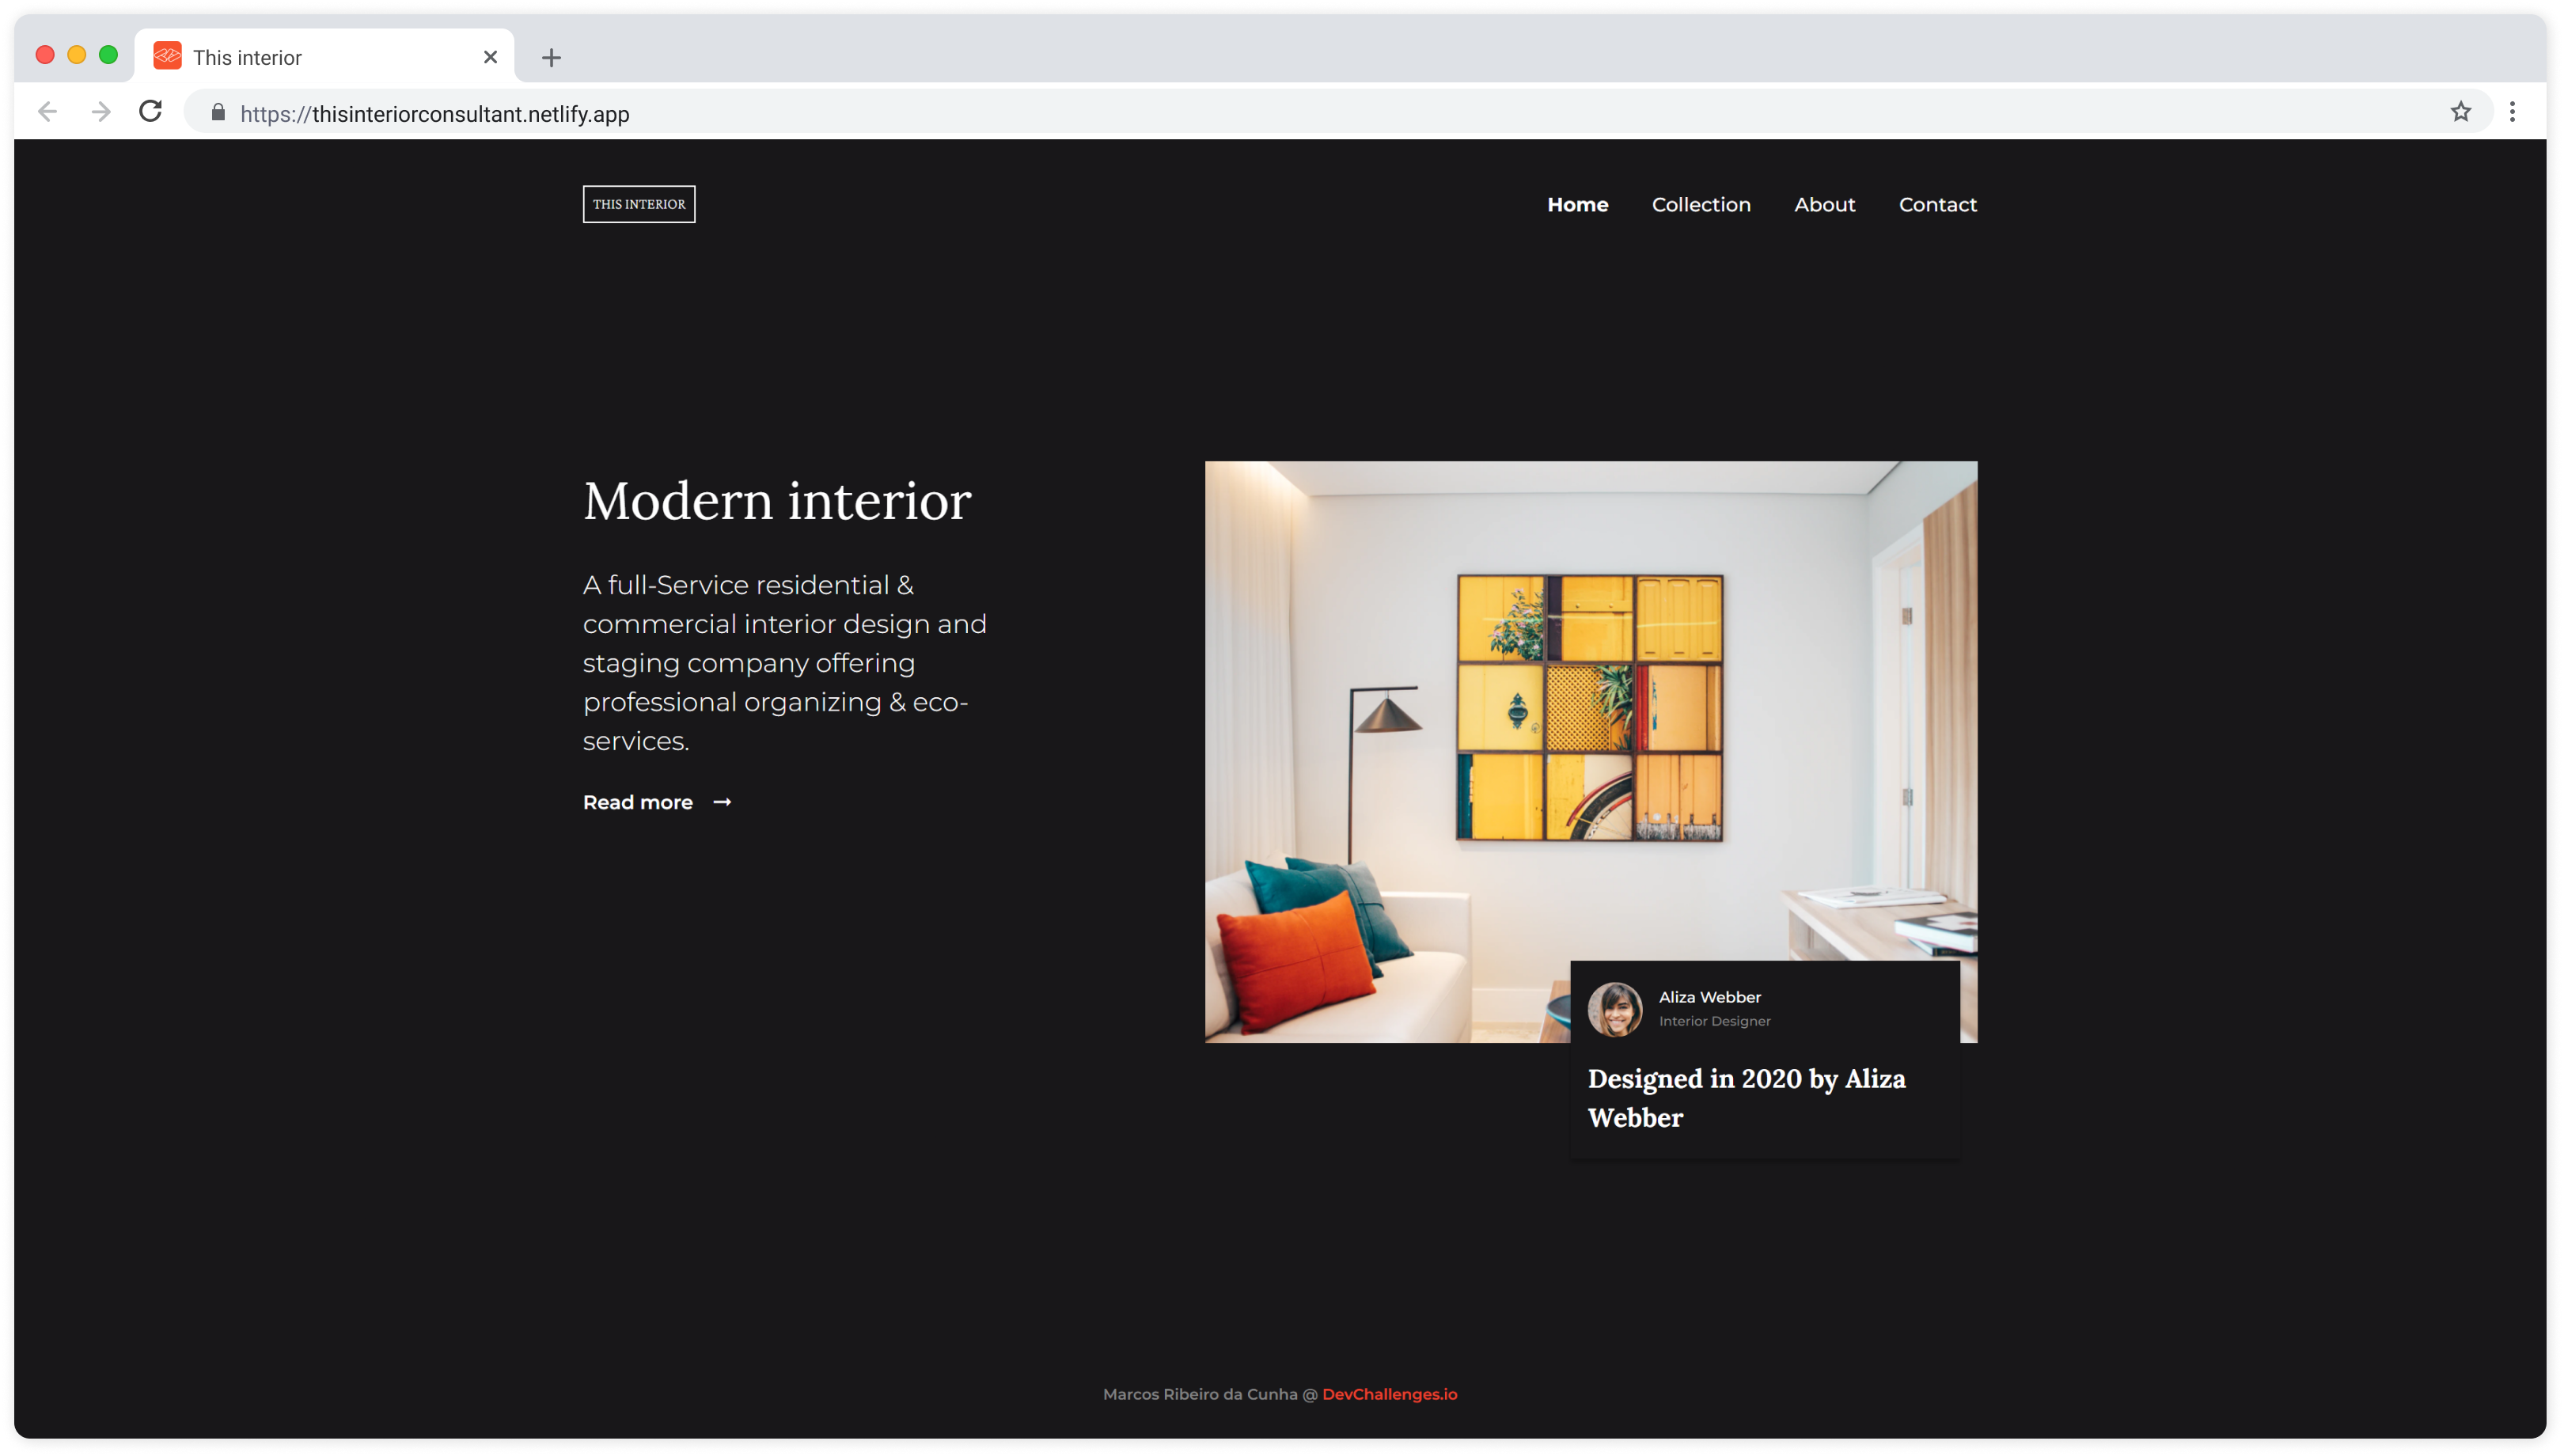 This interior
https://thisinteriorconsultant.netlify.app
THIS INTERIOR
Home Collection About Contact
Modern interior
A full-Service residential &
commercial interior design and
staging company offering
professional organizing & eco-
services.
Read more
Aliza Webber
Interior Designer
Designed in 2020 by Aliza
Webber
Marcos Ribeiro da Cunha @ DevChallenges.io